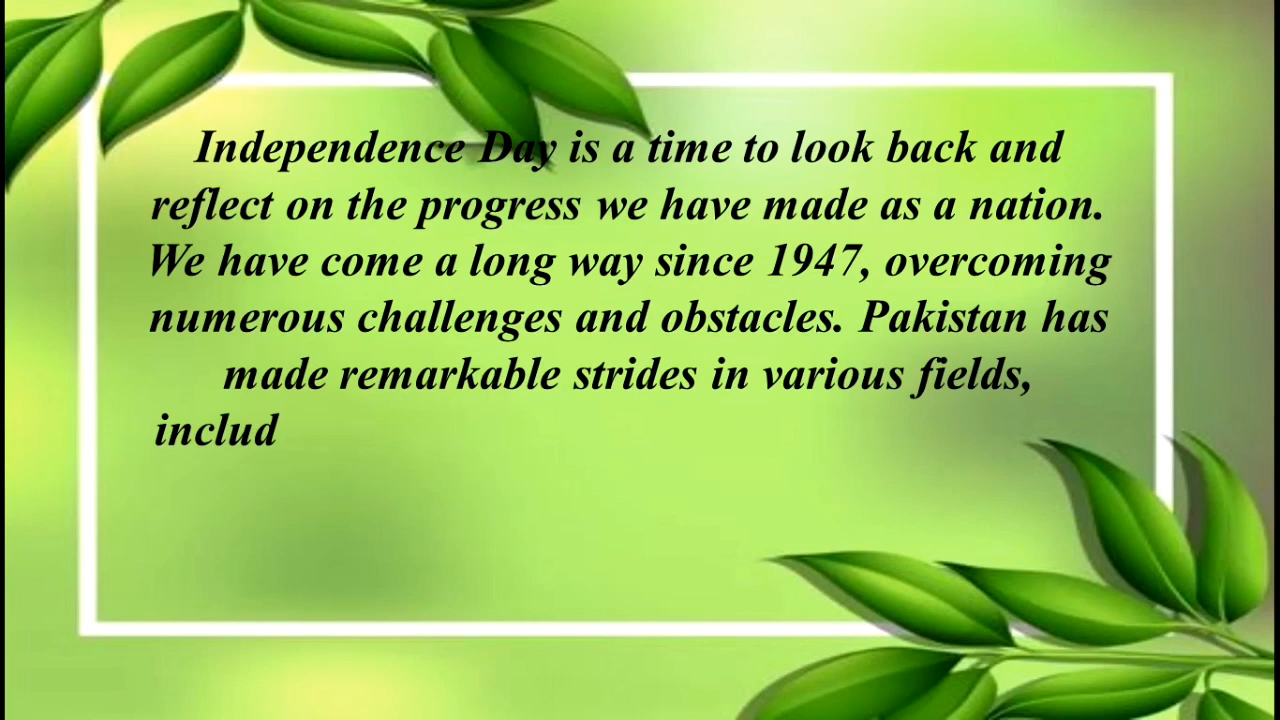 Independence Day is a time to look back and
reflect on the progress we have made as a nation.
We have come a long way since 1947, overcoming
numerous challenges and obstacles. Pakistan has
made remarkable strides in various fields,
includ